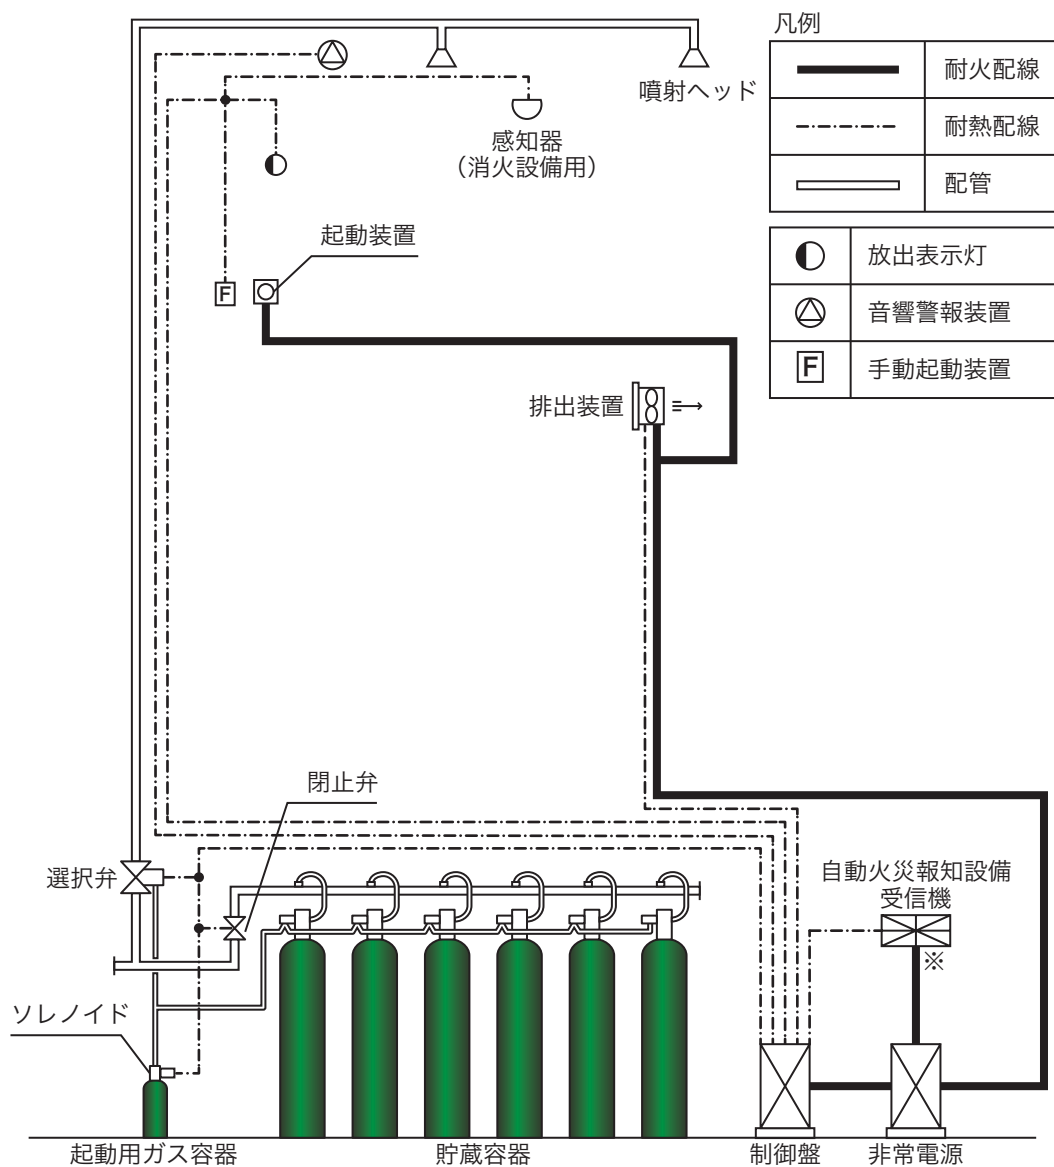 凡例
耐火配線
耐熱配線
配管
放出表示灯
音響警報装置
F
手動起動装置
噴射ヘッド
感知器
（消火設備用）
起動装置
F
排出装置
閉止弁
選択弁
自動火災報知設備
受信機
※
ソレノイド
起動用ガス容器
貯蔵容器
制御盤
非常電源